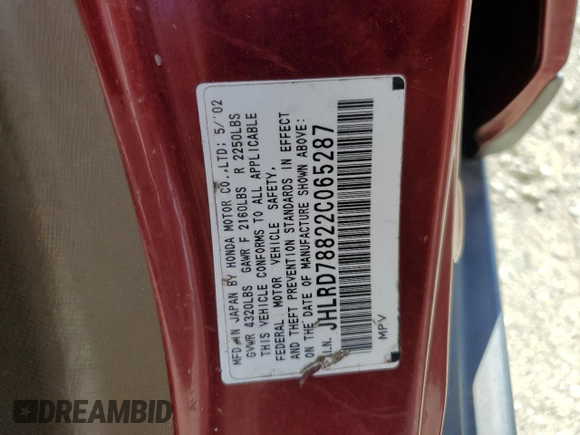 MFD IN JAPAN BY HONDA MOTOR CO.,LTD; 5/'02
GVWR 4320LBS GAWR F 2160LBS R 2250LBS
THIS VEHICLE CONFORMS TO ALL APPLICABLE
FEDERAL MOTOR VEHICLE SAFETY,
AND THEFT PREVENTION STANDARDS IN EFFECT
ON THE DATE OF MANUFACTURE SHOWN ABOVE:
I.N. JHLRD78822C065287
MPV
DREAMBID